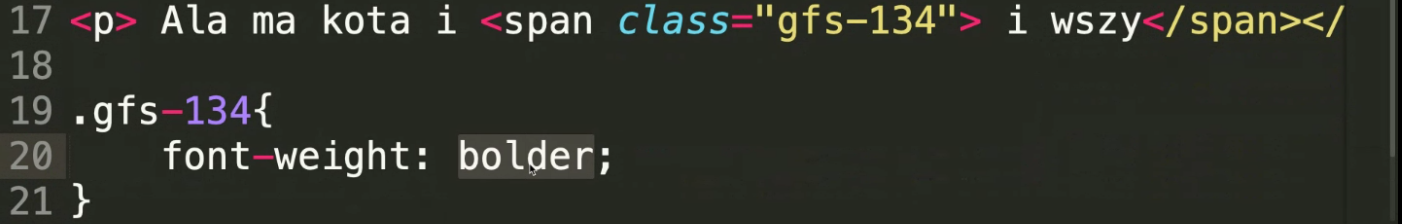 17 <p> Ala ma kota i <span class="gfs-134"> i wszy</span></
18
19 .gfs-134{
20 font-weight: bolder;
21 }